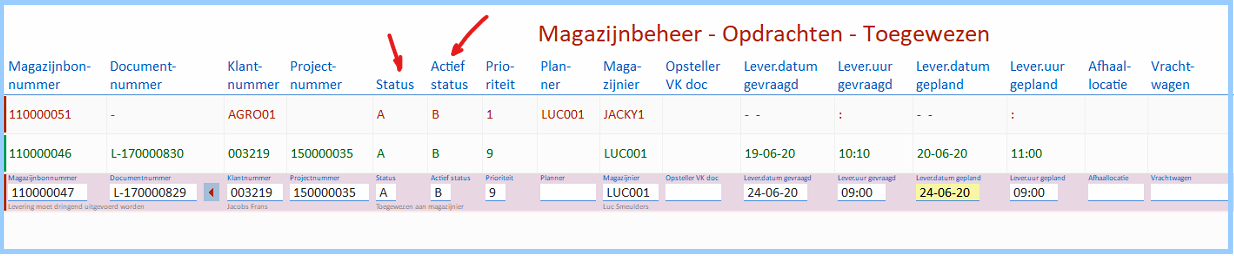 Magazijnbeheer - Opdrachten - Toegewezen
Magazijnbon-nummer Document-nummer Klant-nummer Project-nummer Status Actief status Prio-riteit Plan-ner Maga-zijnier Opsteller VK doc Lever.datum gevraagd Lever.uur gevraagd Lever.datum gepland Lever.uur gepland Afhaal-locatie Vracht-wagen
110000051 - AGRO01 A B 1 LUC001 JACKY1 - - : - - :
110000046 L-170000830 003219 150000035 A B 9 LUC001 19-06-20 10:10 20-06-20 11:00
Magazijnbonnummer Documentnummer Klantnummer Projectnummer Status Actief status Prioriteit Planner Magazijnier Opsteller VK doc Lever.datum gevraagd Lever.uur gevraagd Lever.datum gepland Lever.uur gepland Afhaallocatie Vrachtwagen
110000047 L-170000829 003219 150000035 A B 9 LUC001 24-06-20 09:00 24-06-20 09:00
Levering moet dringend uitgevoerd worden Jacobs Frans Toegewezen aan magazijnier Luc Smeulders